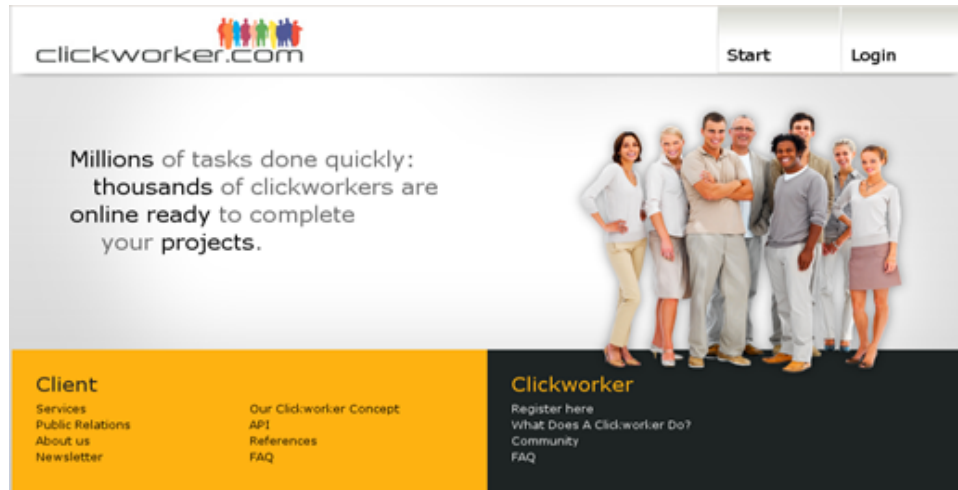 clickworker.com
Start
Login
Millions of tasks done quickly:
thousands of clickworkers are
online ready to complete
your projects.
Client
Services
Public Relations
About us
Newsletter
Our Clickworker Concept
API
References
FAQ
Clickworker
Register here
What Does A Clickworker Do?
Community
FAQ